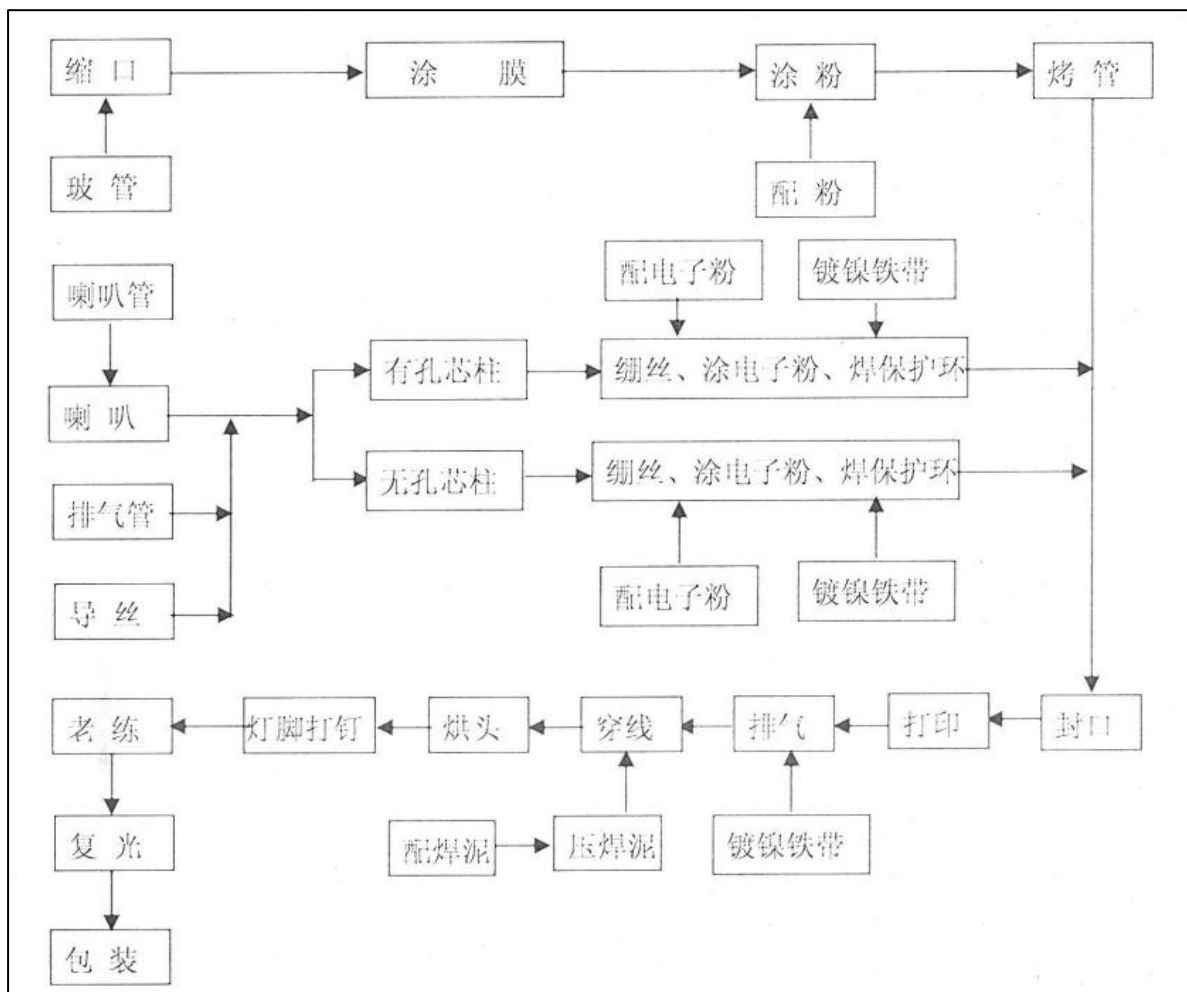 缩口
涂膜
涂粉
烤管
玻管
配粉
配电子粉
镀镍铁带
喇叭管
有孔芯柱
绷丝、涂电子粉、焊保护环
喇叭
无孔芯柱
绷丝、涂电子粉、焊保护环
排气管
配电子粉
镀镍铁带
导丝
老练
灯脚打钉
烘头
穿线
排气
打印
封口
复光
配焊泥
压焊泥
镀镍铁带
包装